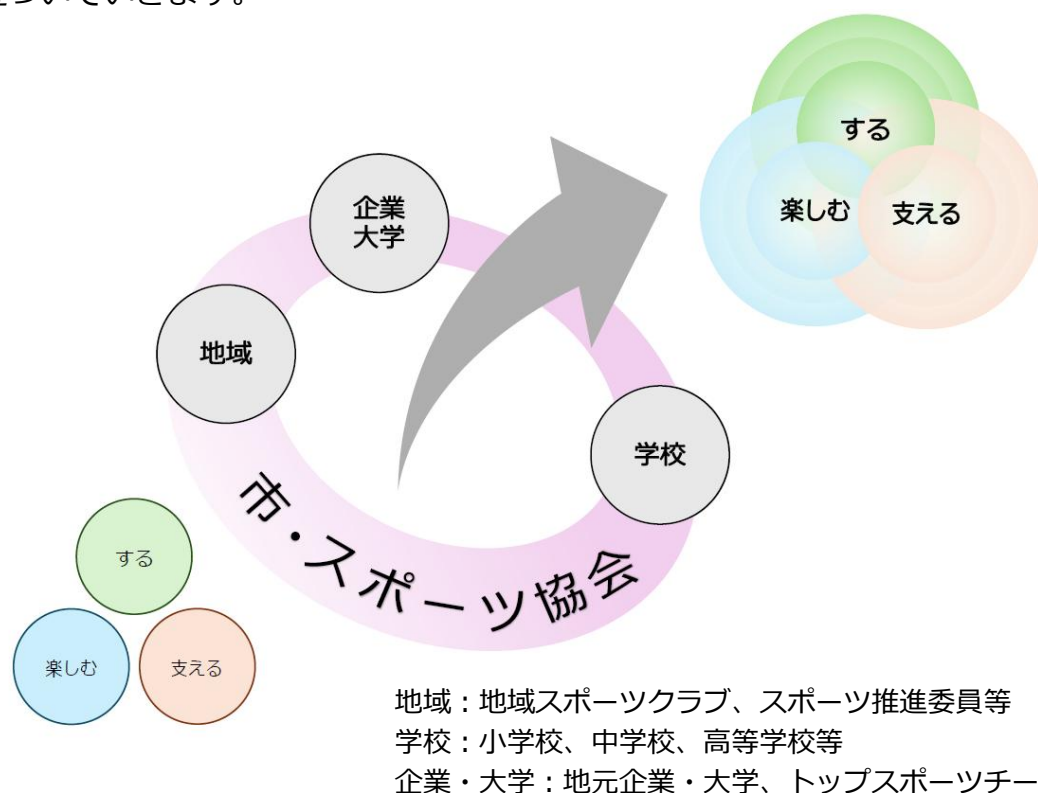 する
楽しむ
支える
企業
大学
地域
学校
市・スポーツ協会
する
楽しむ
支える
地域：地域スポーツクラブ、スポーツ推進委員等
学校：小学校、中学校、高等学校等
企業・大学：地元企業・大学、トップスポーツチー